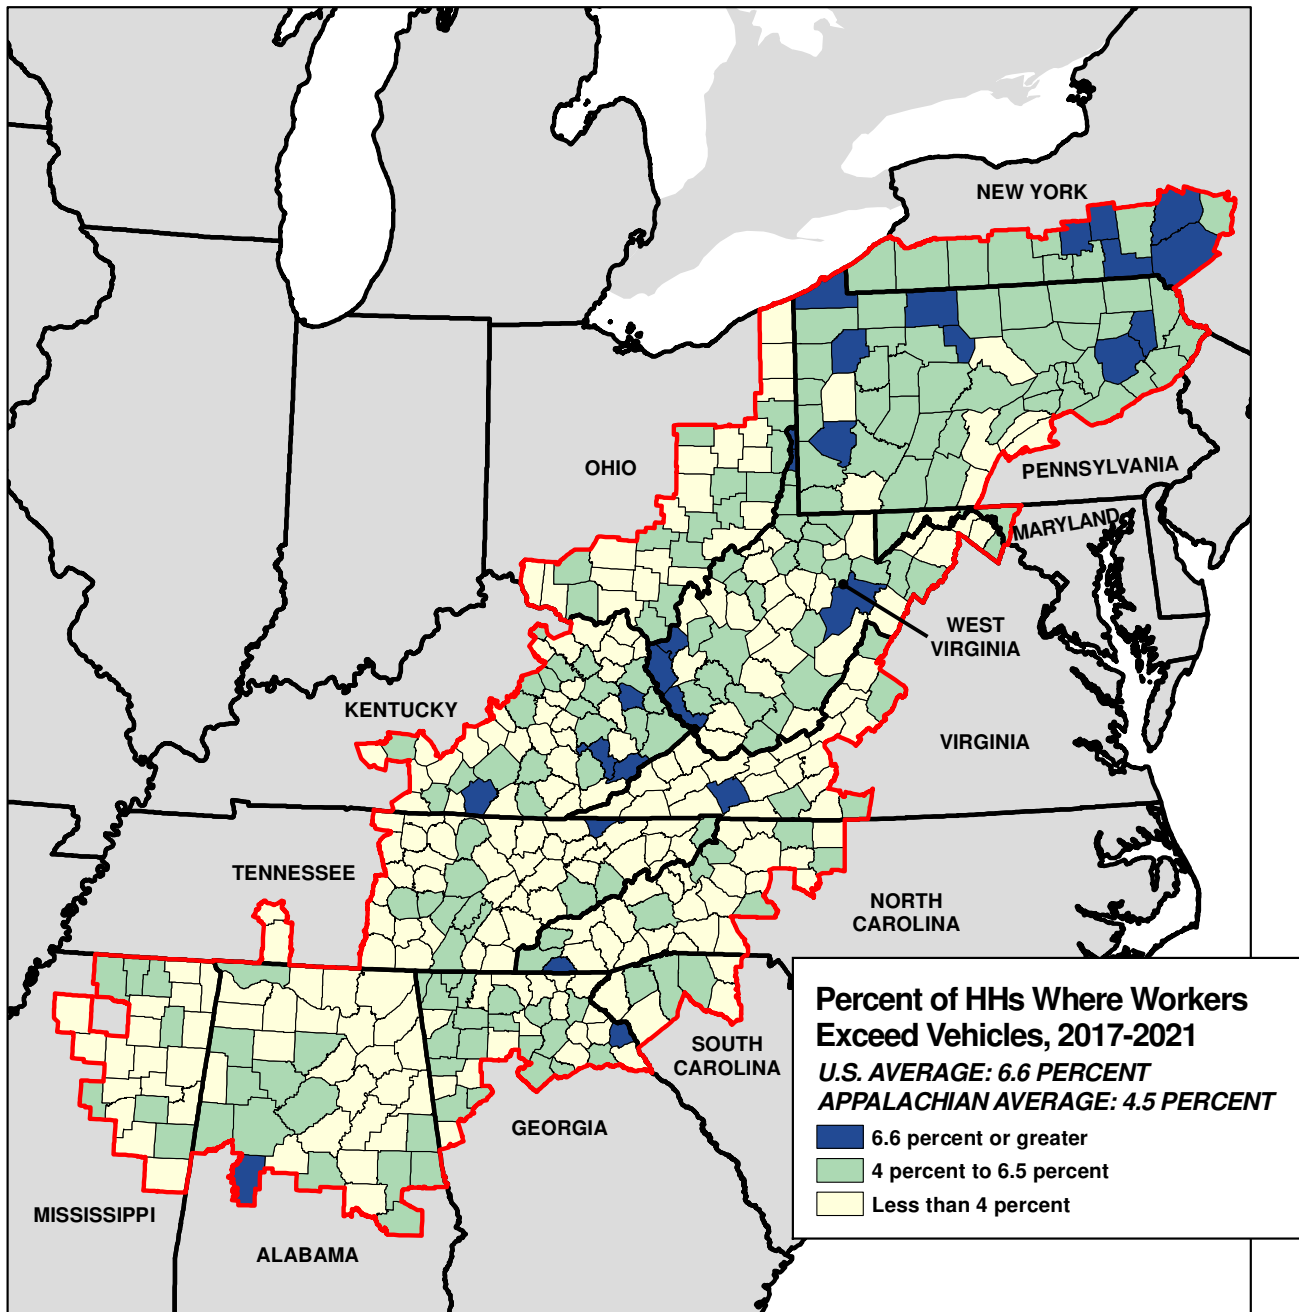 NEW YORK
OHIO
PENNSYLVANIA
MARYLAND
WEST
VIRGINIA
KENTUCKY
VIRGINIA
TENNESSEE
NORTH
CAROLINA
SOUTH
CAROLINA
GEORGIA
MISSISSIPPI
ALABAMA
Percent of HHs Where Workers
Exceed Vehicles, 2017-2021
U.S. AVERAGE: 6.6 PERCENT
APPALACHIAN AVERAGE: 4.5 PERCENT
6.6 percent or greater
4 percent to 6.5 percent
Less than 4 percent